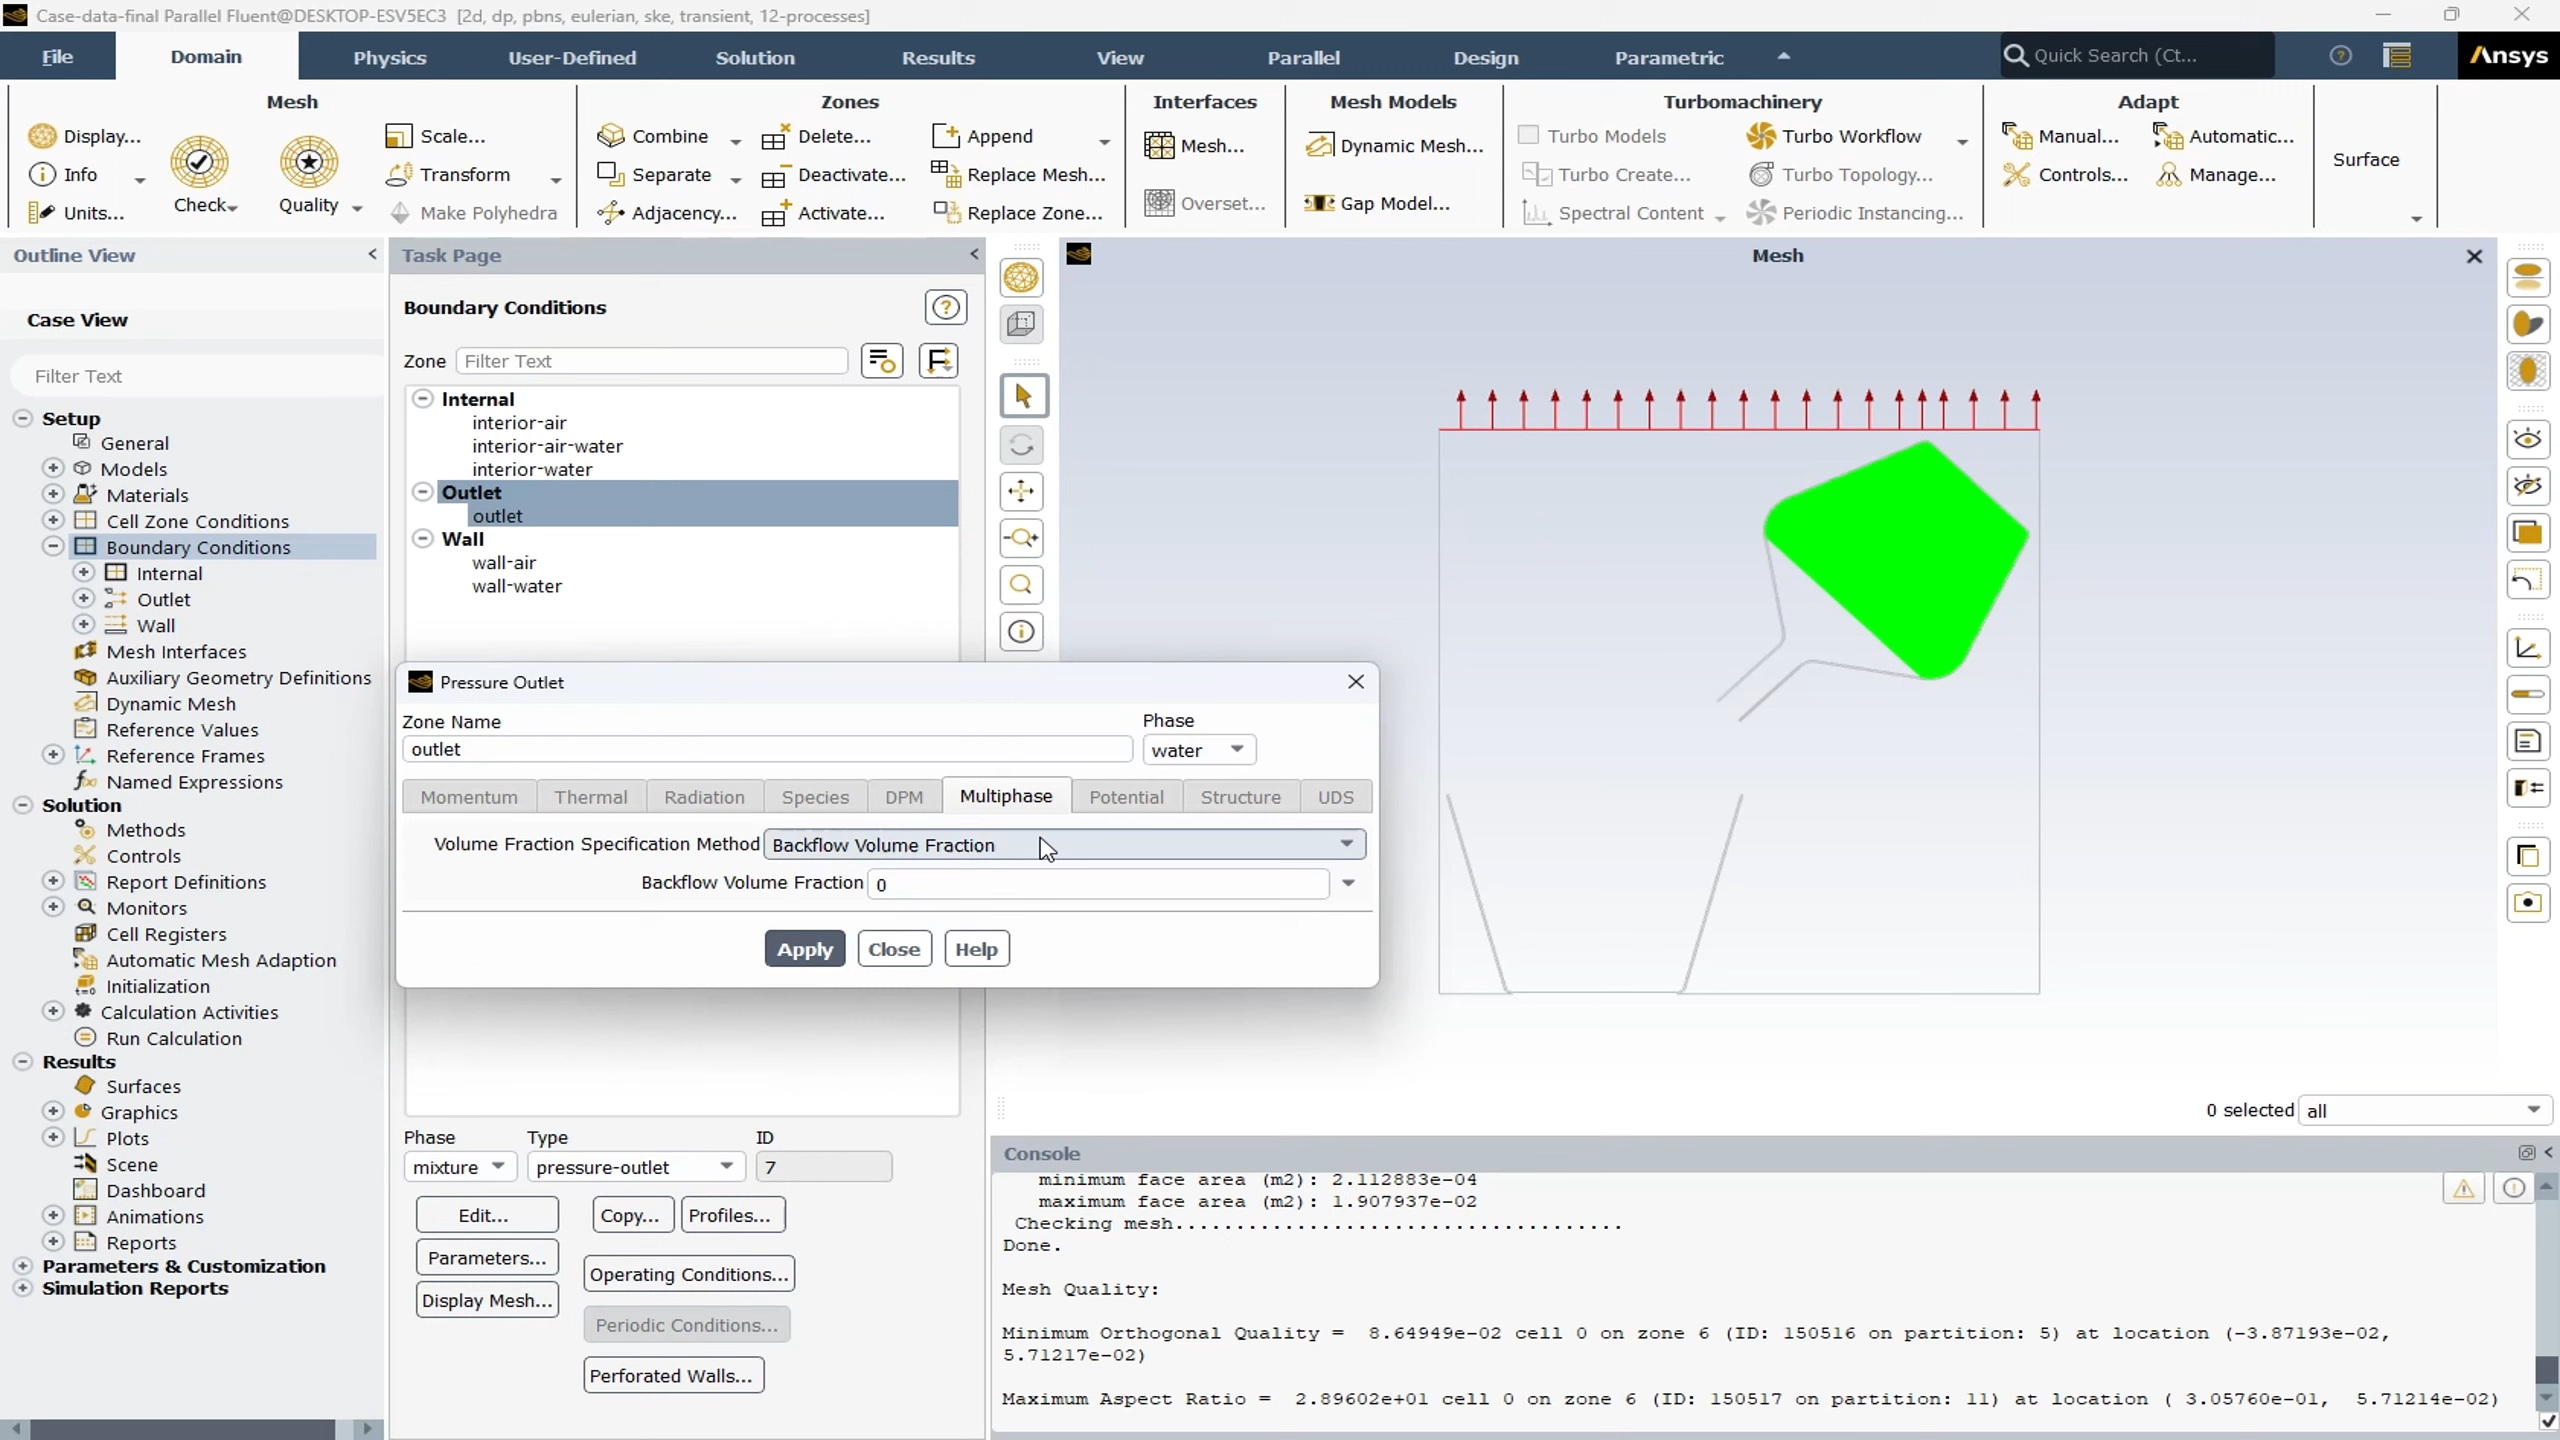 Case-data-final Parallel Fluent@DESKTOP-ESV5EC3 [2d, dp, pbns, eulerian, ske, transient, 12-processes]
File
Domain
Physics
User-Defined
Solution
Results
View
Parallel
Design
Parametric
Quick Search (Ct...
Ansys
Mesh
Display...
Info
Units...
Check
Quality
Scale...
Transform
Make Polyhedra
Zones
Combine
Separate
Adjacency...
Delete...
Deactivate...
Activate...
Append
Replace Mesh...
Replace Zone...
Interfaces
Mesh...
Overset...
Mesh Models
Dynamic Mesh...
Gap Model...
Turbomachinery
Turbo Models
Turbo Create...
Spectral Content
Turbo Workflow
Turbo Topology...
Periodic Instancing...
Adapt
Manual...
Controls...
Automatic...
Manage...
Surface
Outline View
Case View
Filter Text
Setup
General
Models
Materials
Cell Zone Conditions
Boundary Conditions
Internal
Outlet
Wall
Mesh Interfaces
Auxiliary Geometry Definitions
Dynamic Mesh
Reference Values
Reference Frames
Named Expressions
Solution
Methods
Controls
Report Definitions
Monitors
Cell Registers
Automatic Mesh Adaption
Initialization
Calculation Activities
Run Calculation
Results
Surfaces
Graphics
Plots
Scene
Dashboard
Animations
Reports
Parameters & Customization
Simulation Reports
Task Page
Boundary Conditions
Zone Filter Text
Internal
interior-air
interior-air-water
interior-water
Outlet
outlet
Wall
wall-air
wall-water
Pressure Outlet
Zone Name
outlet
Phase
water
Momentum
Thermal
Radiation
Species
DPM
Multiphase
Potential
Structure
UDS
Volume Fraction Specification Method Backflow Volume Fraction
Backflow Volume Fraction 0
Apply
Close
Help
Phase
mixture
Type
pressure-outlet
ID
7
Edit...
Copy...
Profiles...
Parameters...
Operating Conditions...
Display Mesh...
Periodic Conditions...
Perforated Walls...
Mesh
0 selected all
Console
minimum face area (m2): 2.112883e-04
maximum face area (m2): 1.907937e-02
Checking mesh.....................................
Done.
Mesh Quality:
Minimum Orthogonal Quality = 8.64949e-02 cell 0 on zone 6 (ID: 150516 on partition: 5) at location (-3.87193e-02,
5.71217e-02)
Maximum Aspect Ratio = 2.89602e+01 cell 0 on zone 6 (ID: 150517 on partition: 11) at location ( 3.05760e-01, 5.71214e-02)